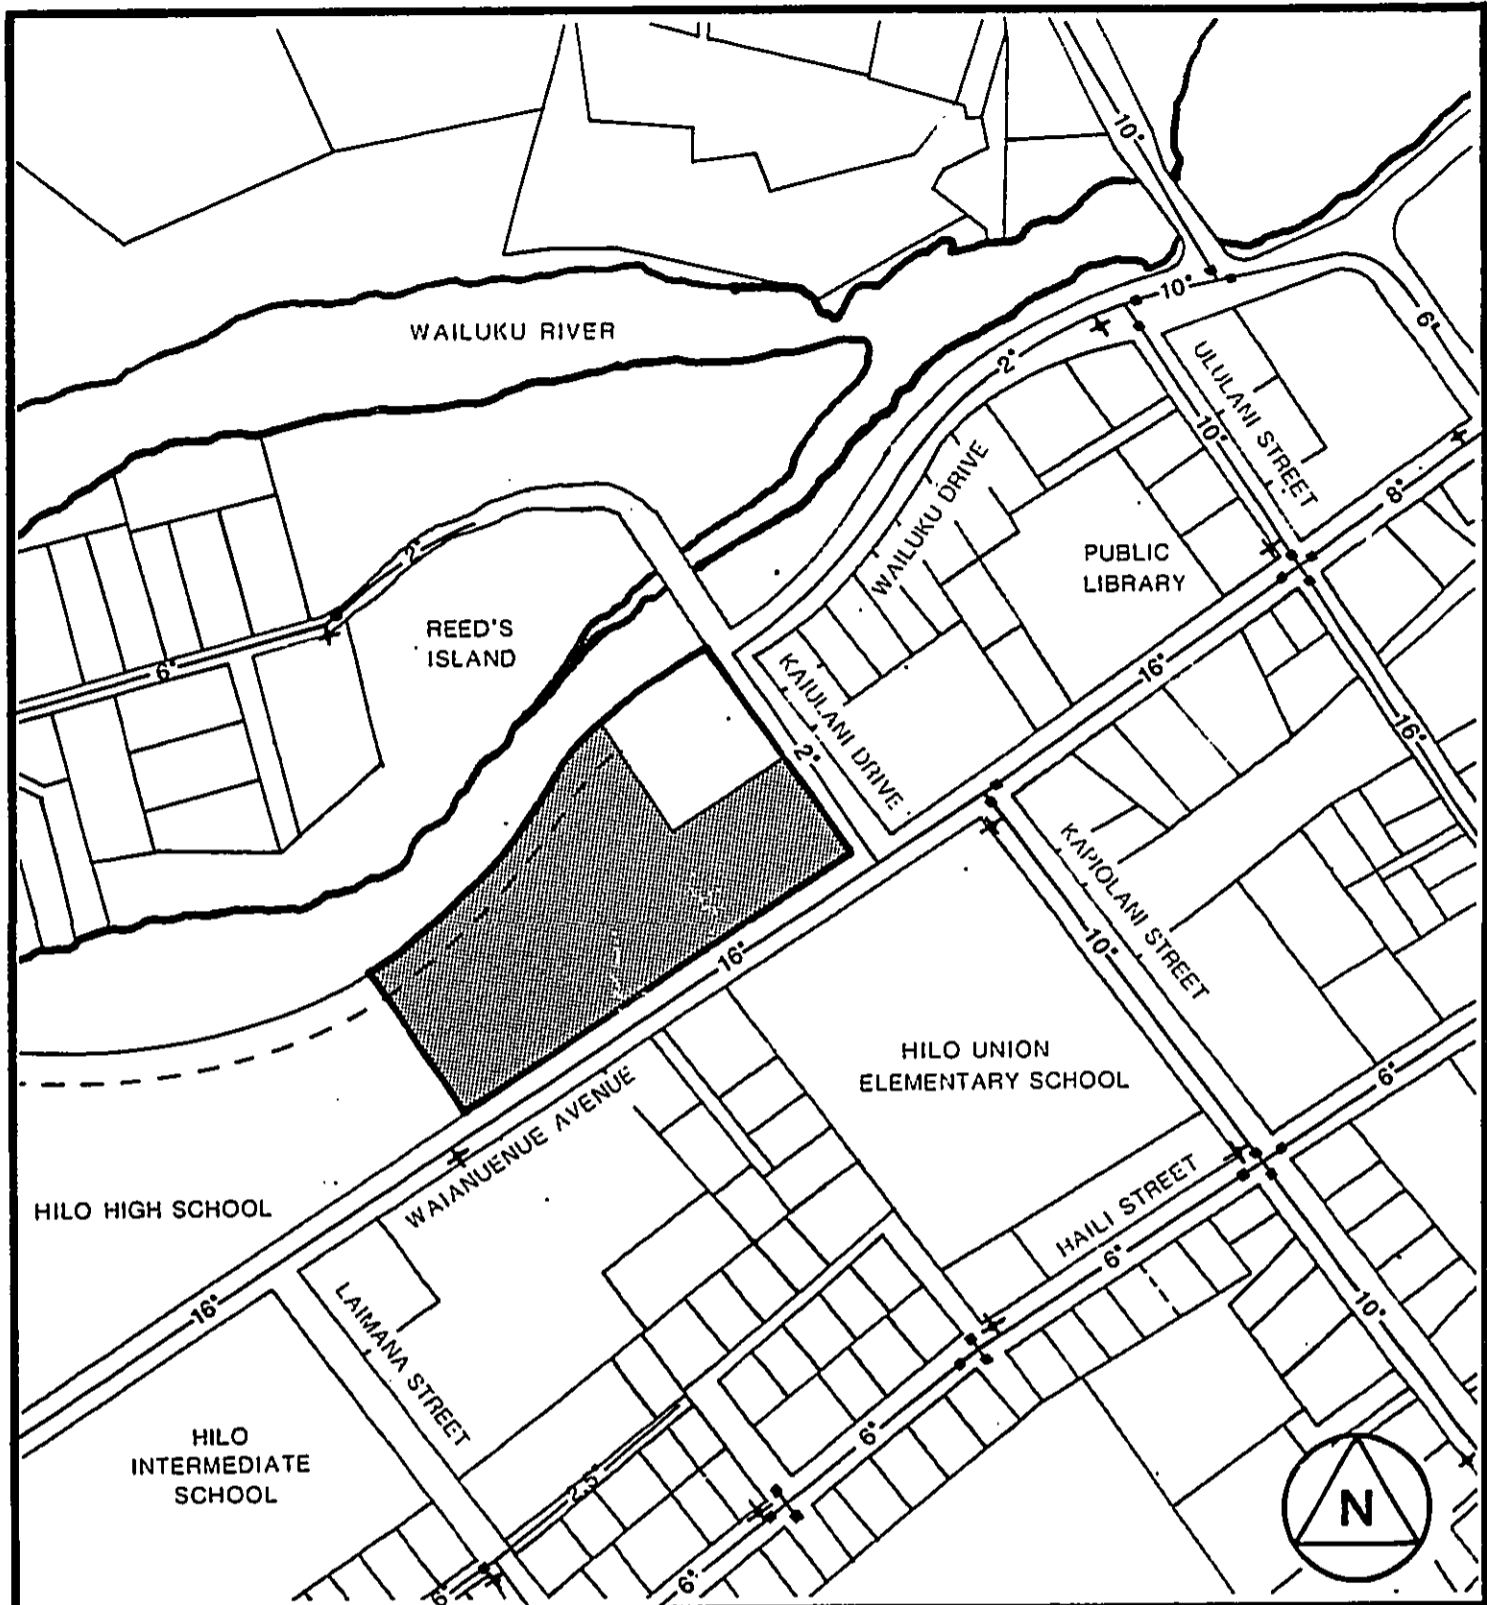 10"
WAILUKU RIVER
10"
6"
2"
ULULANI STREET
10"
WAILUKU DRIVE
8"
2"
PUBLIC
LIBRARY
REED'S
ISLAND
6"
16"
KAIULANI DRIVE
2"
16"
KAPIOLANI STREET
10"
16"
HILO UNION
ELEMENTARY SCHOOL
6"
WAIANUENUE AVENUE
HILO HIGH SCHOOL
HAILI STREET
6"
16"
LAIMANA STREET
10"
6"
HILO
INTERMEDIATE
SCHOOL
2.5"
N
6"
6"